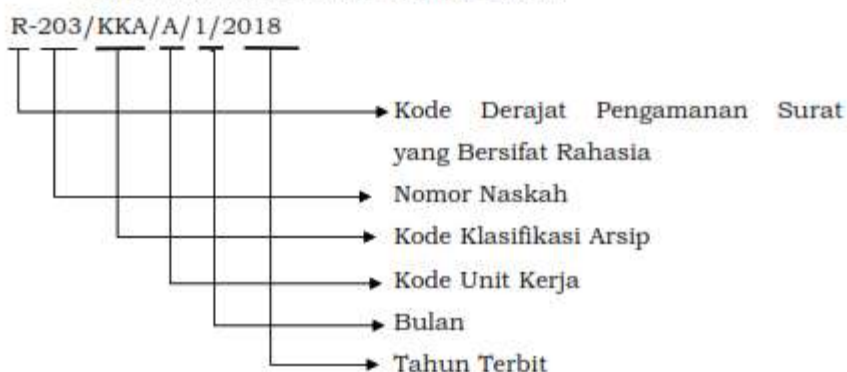 R-203/KKA/A/1/2018
Kode Derajat Pengamanan Surat
yang Bersifat Rahasia
Nomor Naskah
Kode Klasifikasi Arsip
Kode Unit Kerja
Bulan
Tahun Terbit